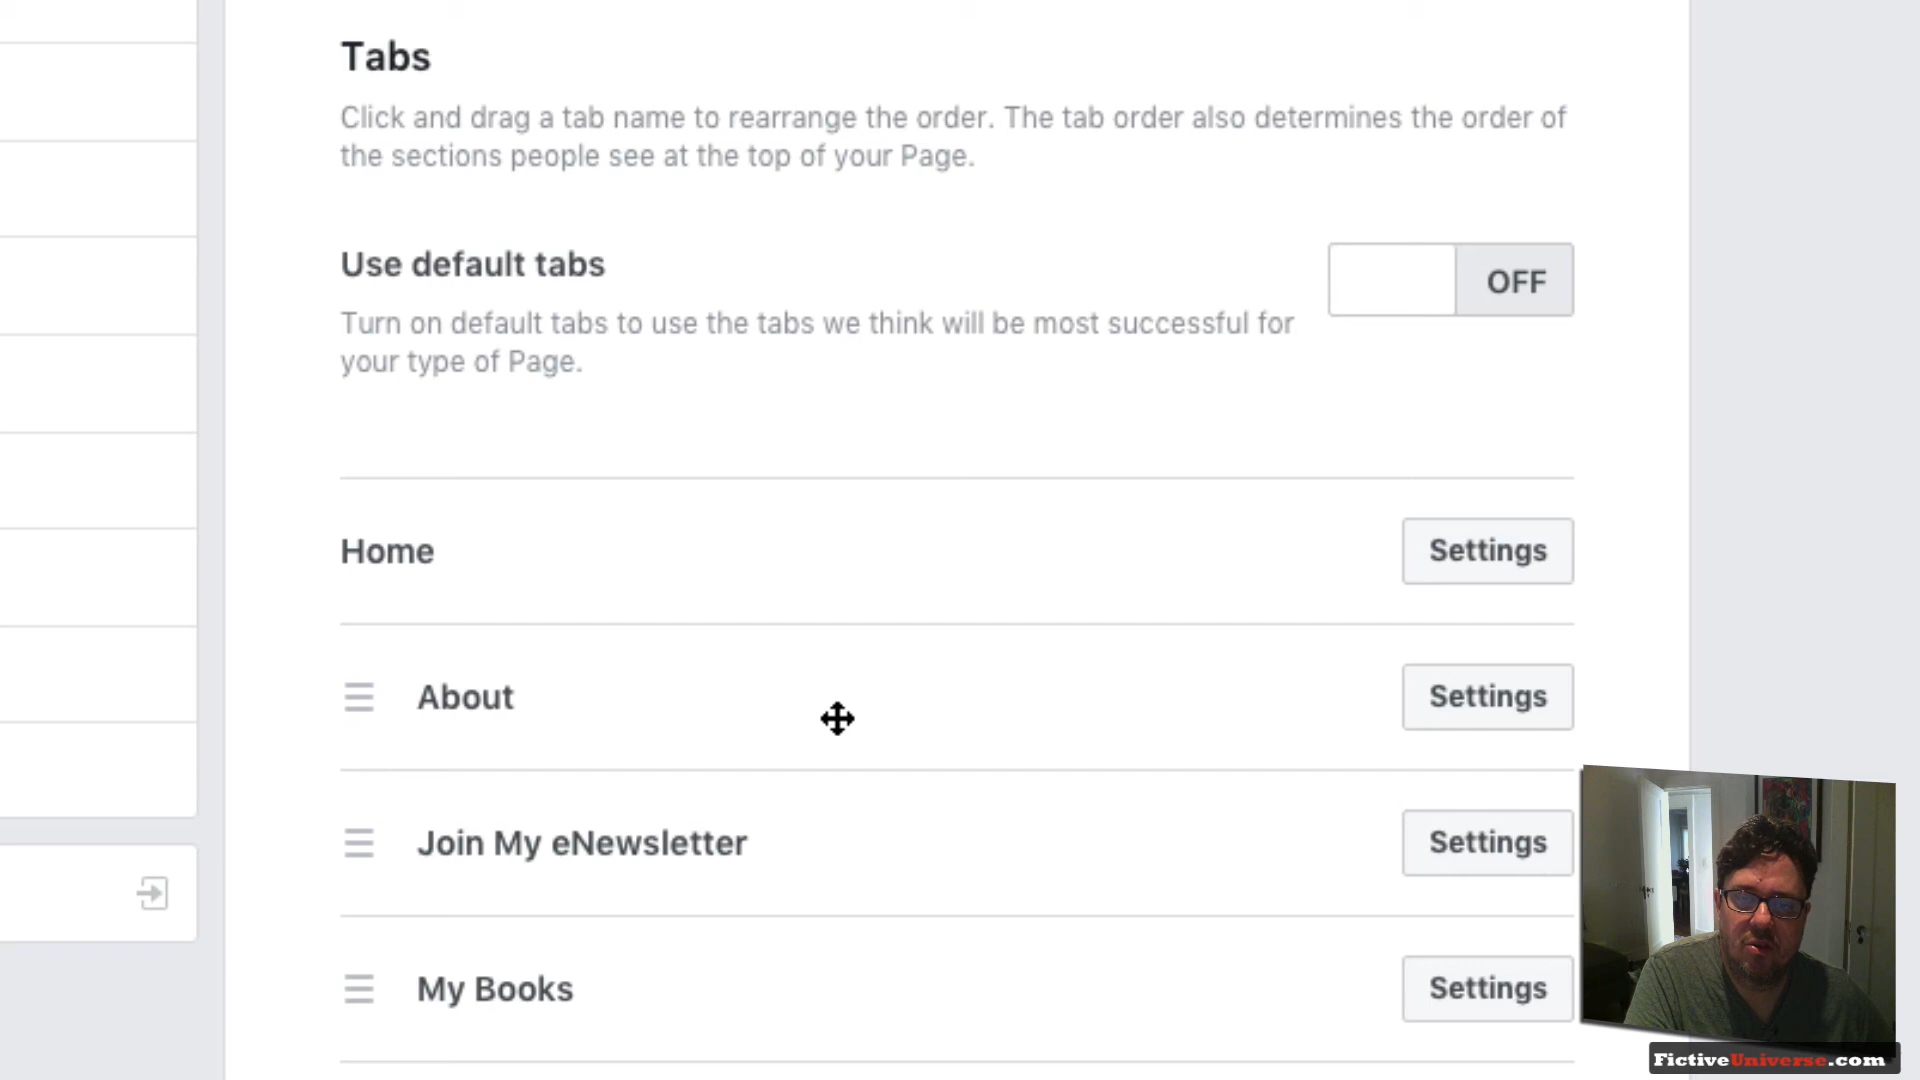 Tabs
Click and drag a tab name to rearrange the order. The tab order also determines the order of
the sections people see at the top of your Page.
Use default tabs
OFF
Turn on default tabs to use the tabs we think will be most successful for
your type of Page.
Home
Settings
About
Settings
Join My eNewsletter
Settings
My Books
Settings
FictiveUniverse.com